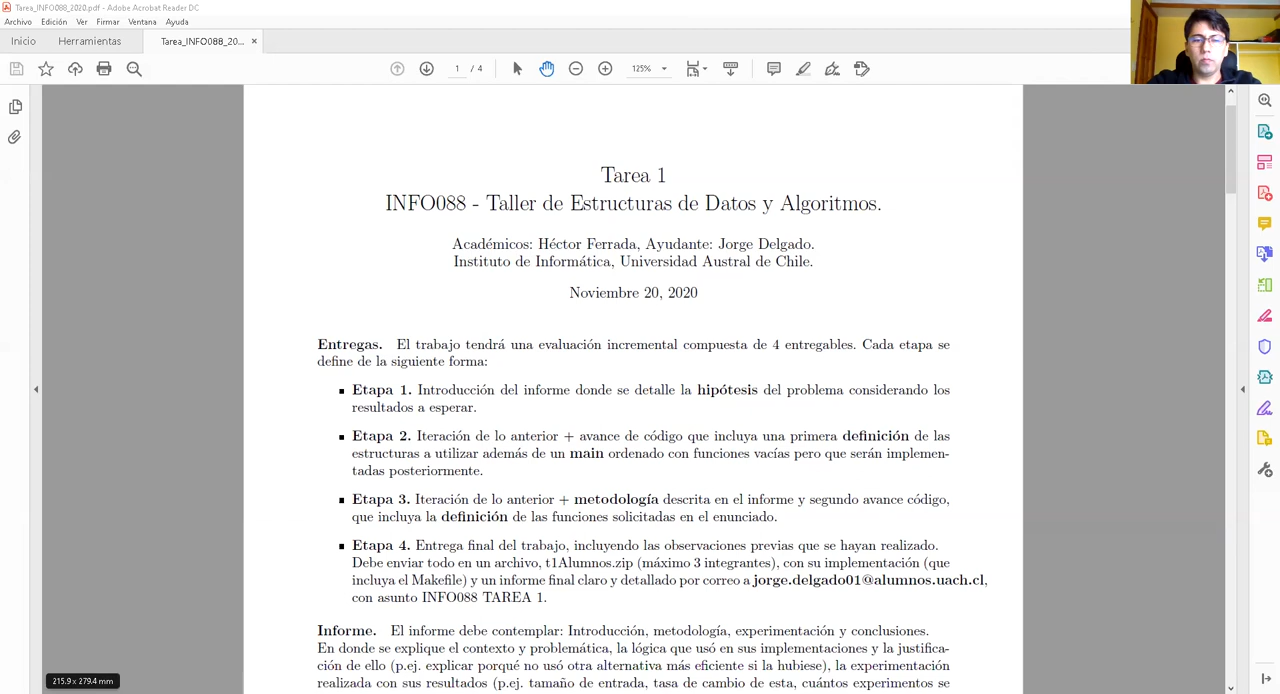 Tarea_INFO088_2020.pdf - Adobe Acrobat Reader DC
Archivo Edición Ver Firmar Ventana Ayuda
Inicio Herramientas Tarea_INFO088_20... ×
1 / 4 125%
Tarea 1
INFO088 - Taller de Estructuras de Datos y Algoritmos.
Académicos: Héctor Ferrada, Ayudante: Jorge Delgado.
Instituto de Informática, Universidad Austral de Chile.
Noviembre 20, 2020
Entregas. El trabajo tendrá una evaluación incremental compuesta de 4 entregables. Cada etapa se
define de la siguiente forma:
▪ Etapa 1. Introducción del informe donde se detalle la hipótesis del problema considerando los
resultados a esperar.
▪ Etapa 2. Iteración de lo anterior + avance de código que incluya una primera definición de las
estructuras a utilizar además de un main ordenado con funciones vacías pero que serán implemen-
tadas posteriormente.
▪ Etapa 3. Iteración de lo anterior + metodología descrita en el informe y segundo avance código,
que incluya la definición de las funciones solicitadas en el enunciado.
▪ Etapa 4. Entrega final del trabajo, incluyendo las observaciones previas que se hayan realizado.
Debe enviar todo en un archivo, t1Alumnos.zip (máximo 3 integrantes), con su implementación (que
incluya el Makefile) y un informe final claro y detallado por correo a jorge.delgado01@alumnos.uach.cl,
con asunto INFO088 TAREA 1.
Informe. El informe debe contemplar: Introducción, metodología, experimentación y conclusiones.
En donde se explique el contexto y problemática, la lógica que usó en sus implementaciones y la justifica-
ción de ello (p.ej. explicar porqué no usó otra alternativa más eficiente si la hubiese), la experimentación
realizada con sus resultados (p.ej. tamaño de entrada, tasa de cambio de esta, cuántos experimentos se
215.9 x 279.4 mm